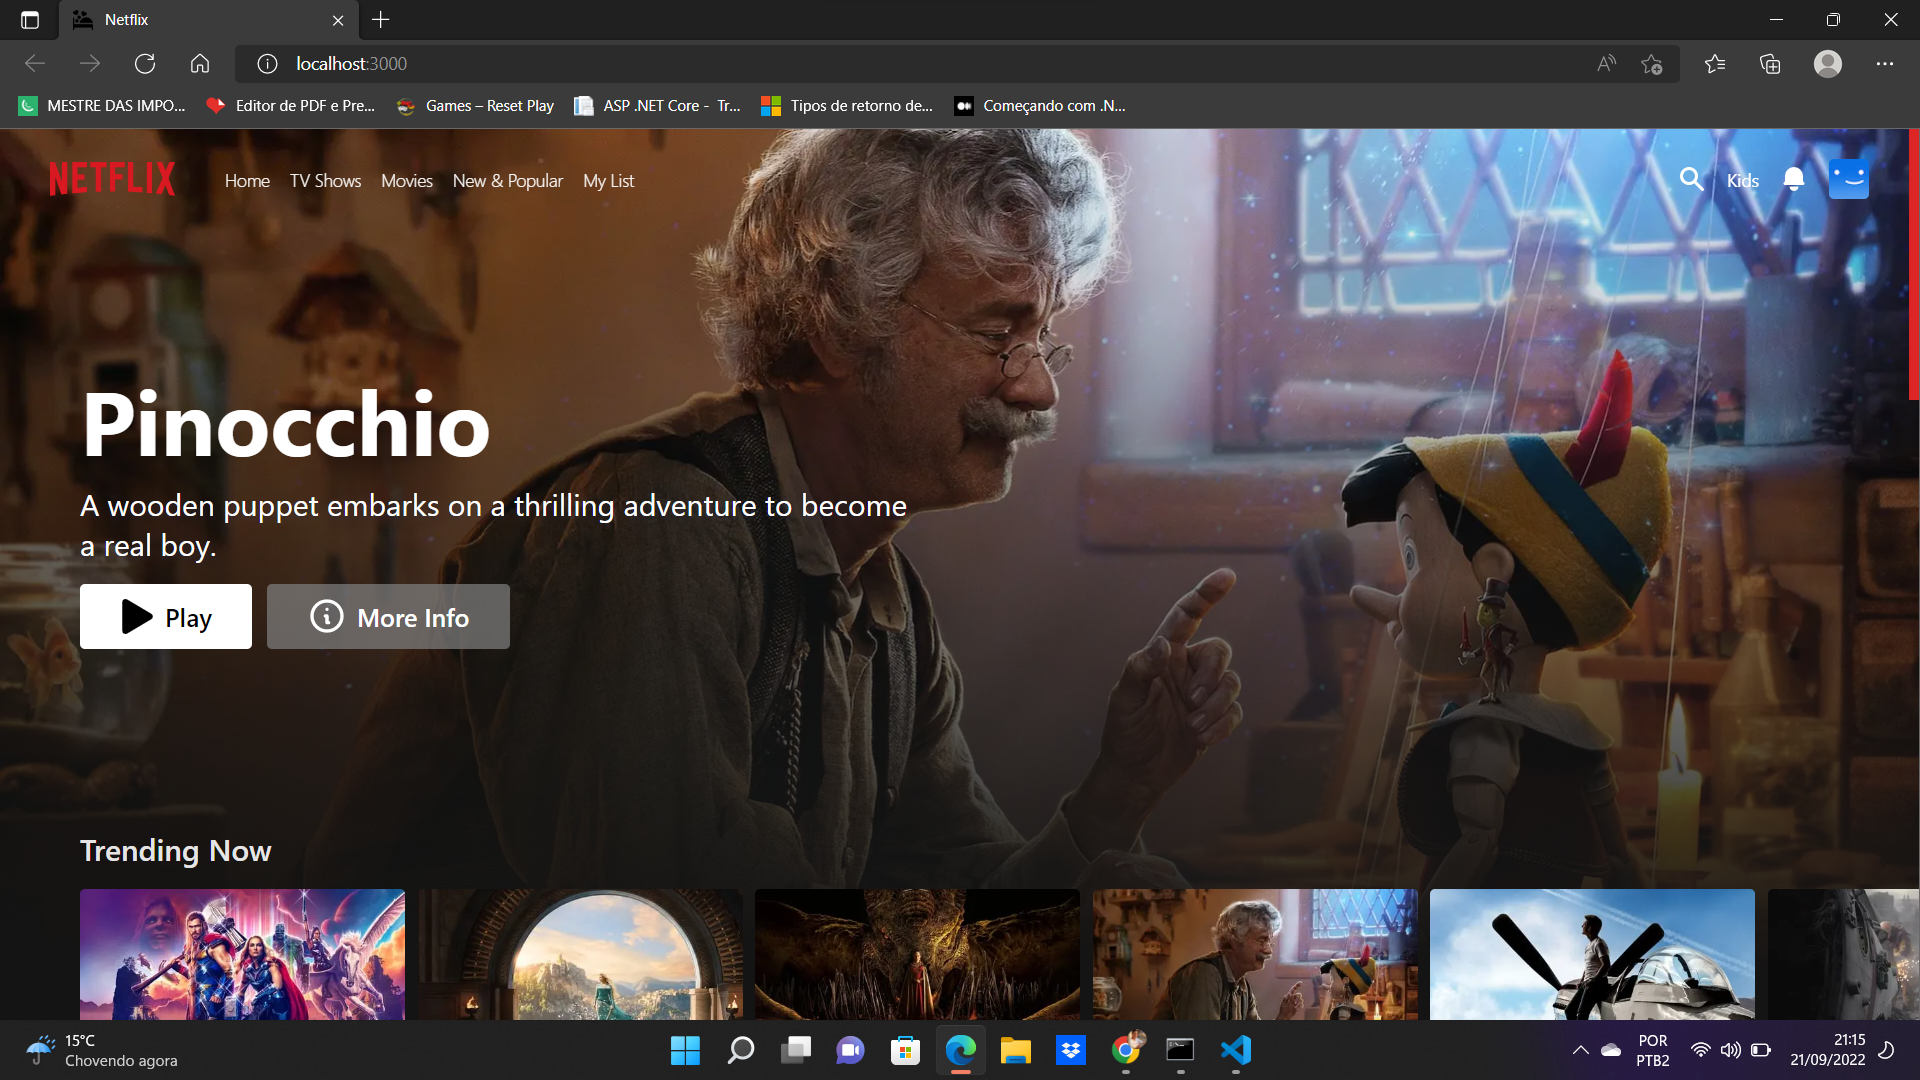 Netflix
localhost:3000
MESTRE DAS IMPO...
Editor de PDF e Pre...
Games – Reset Play
ASP .NET Core - Tr...
Tipos de retorno de...
Começando com .N...
NETFLIX
Home
TV Shows
Movies
New & Popular
My List
Kids
Pinocchio
A wooden puppet embarks on a thrilling adventure to become
a real boy.
Play
More Info
Trending Now
15°C
Chovendo agora
POR
PTB2
21:15
21/09/2022